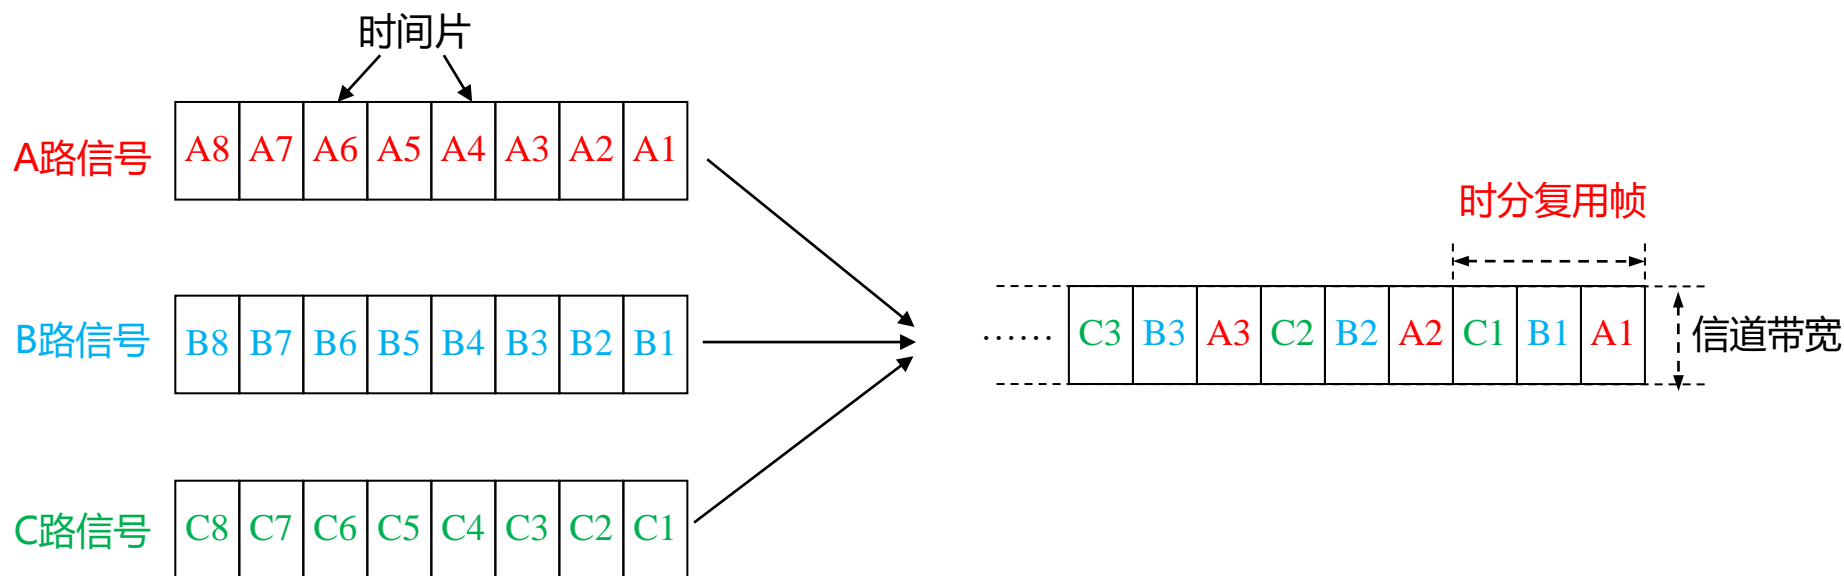 时间片
A路信号 A8 A7 A6 A5 A4 A3 A2 A1
时分复用帧
B路信号 B8 B7 B6 B5 B4 B3 B2 B1
...... C3 B3 A3 C2 B2 A2 C1 B1 A1 信道带宽
C路信号 C8 C7 C6 C5 C4 C3 C2 C1